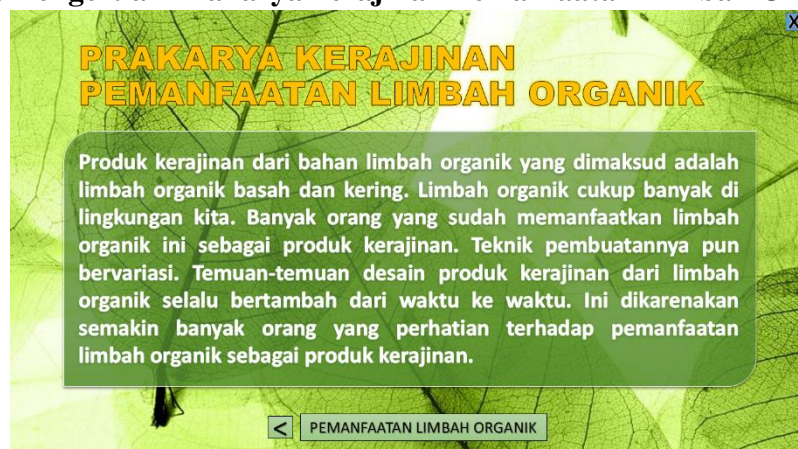 PRAKARYA KERAJINAN
PEMANFAATAN LIMBAH ORGANIK
X
Produk kerajinan dari bahan limbah organik yang dimaksud adalah
limbah organik basah dan kering. Limbah organik cukup banyak di
lingkungan kita. Banyak orang yang sudah memanfaatkan limbah
organik ini sebagai produk kerajinan. Teknik pembuatannya pun
bervariasi. Temuan-temuan desain produk kerajinan dari limbah
organik selalu bertambah dari waktu ke waktu. Ini dikarenakan
semakin banyak orang yang perhatian terhadap pemanfaatan
limbah organik sebagai produk kerajinan.
< PEMANFAATAN LIMBAH ORGANIK